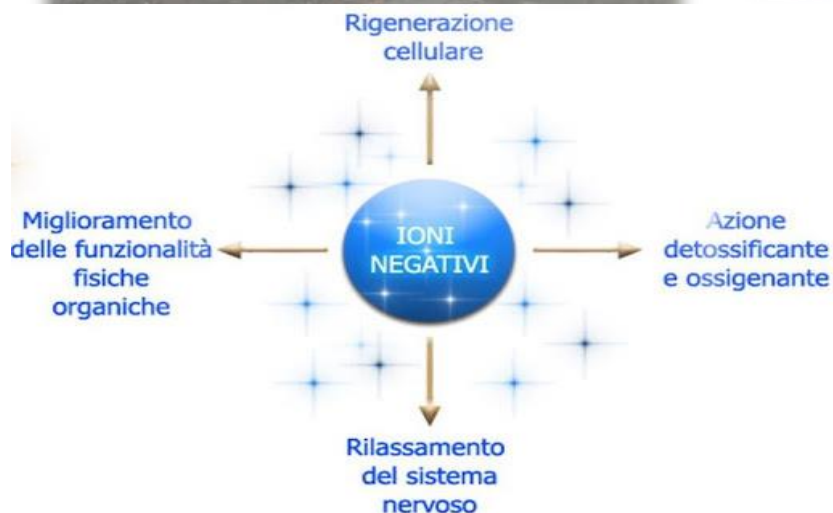 Rigenerazione
cellulare
Miglioramento
delle funzionalità
fisiche
organiche
IONI
NEGATIVI
Azione
detossificante
e ossigenante
Rilassamento
del sistema
nervoso